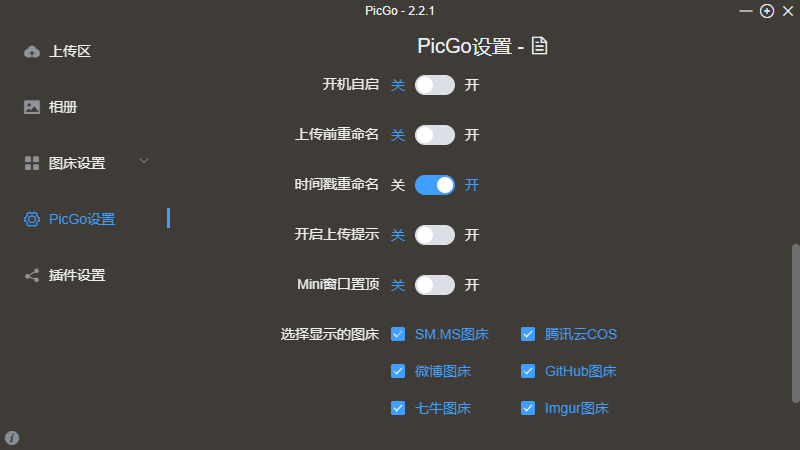 PicGo - 2.2.1
上传区
相册
图床设置
PicGo设置
插件设置
PicGo设置 -
开机自启 关 开
上传前重命名 关 开
时间戳重命名 关 开
开启上传提示 关 开
Mini窗口置顶 关 开
选择显示的图床 SM.MS图床 腾讯云COS
微博图床 GitHub图床
七牛图床 Imgur图床